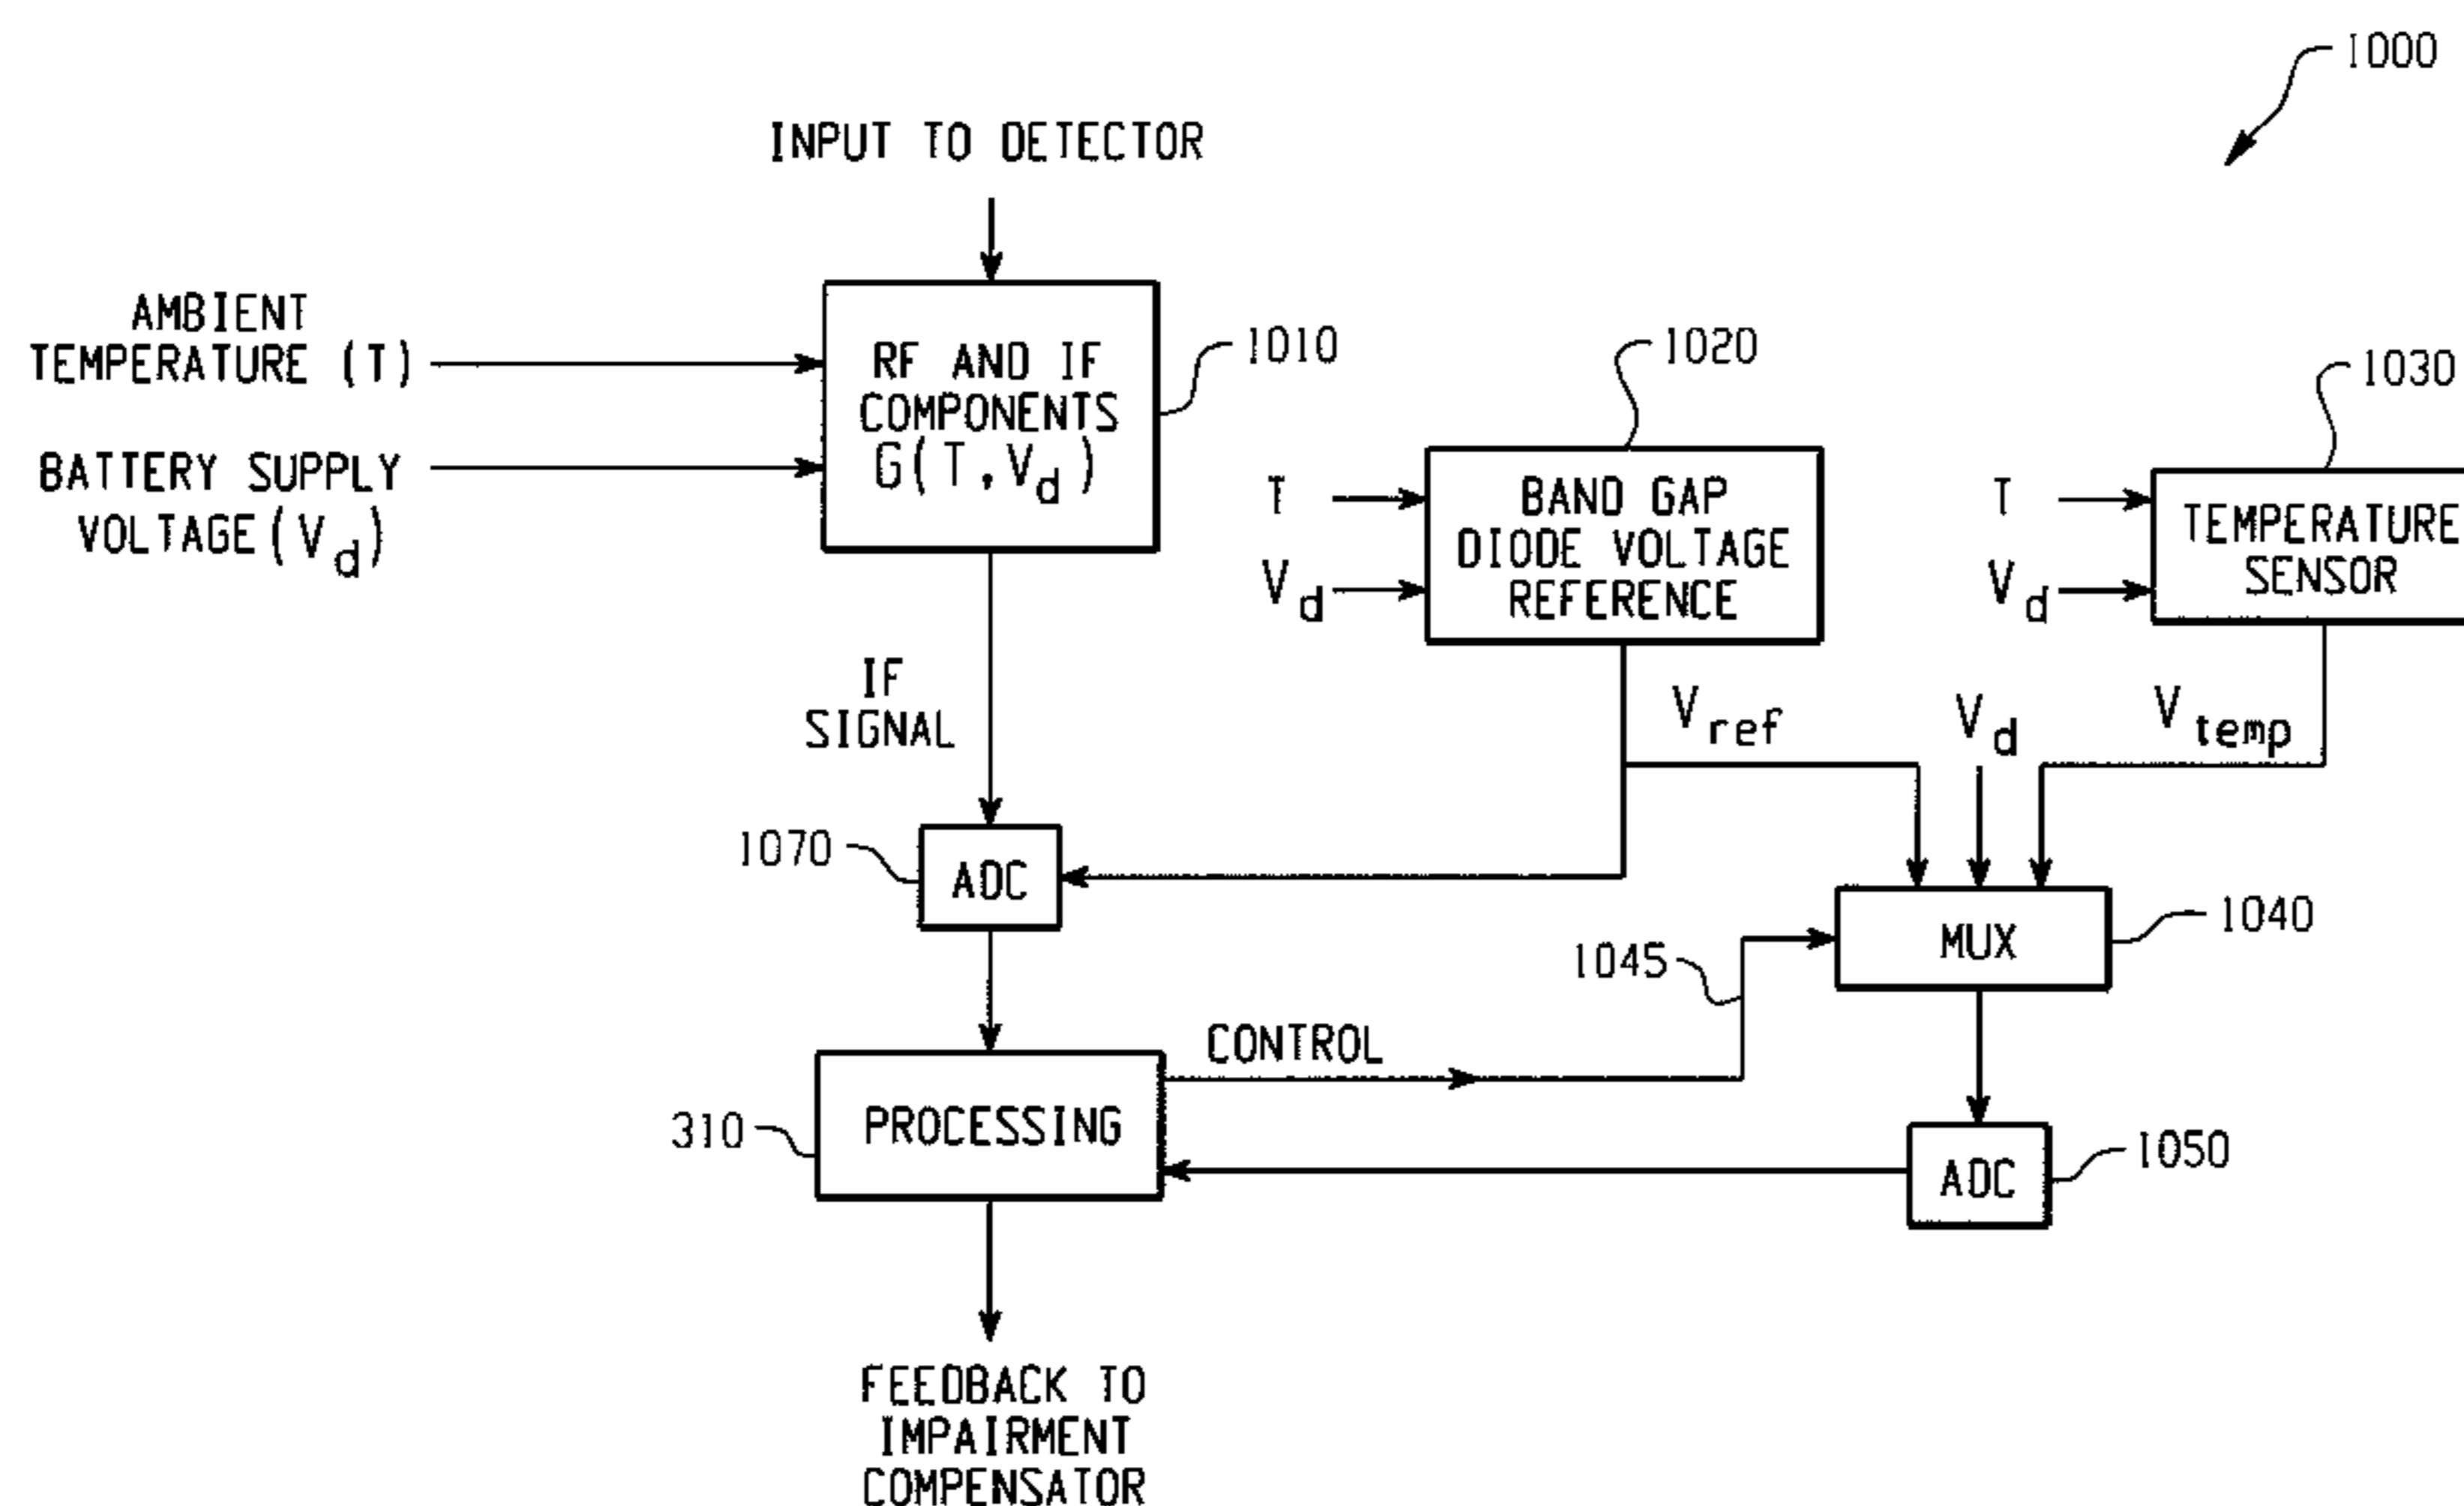 1000
INPUT TO DETECTOR
AMBIENT
TEMPERATURE (T)
BATTERY SUPPLY
VOLTAGE (Vd)
RF AND IF
COMPONENTS
G(T,Vd)
1010
1020
T
Vd
BAND GAP
DIODE VOLTAGE
REFERENCE
1030
T
Vd
TEMPERATURE
SENSOR
IF
SIGNAL
Vref
Vd
Vtemp
1070
ADC
MUX
1040
1045
CONTROL
310
PROCESSING
ADC
1050
FEEDBACK TO
IMPAIRMENT
COMPENSATOR